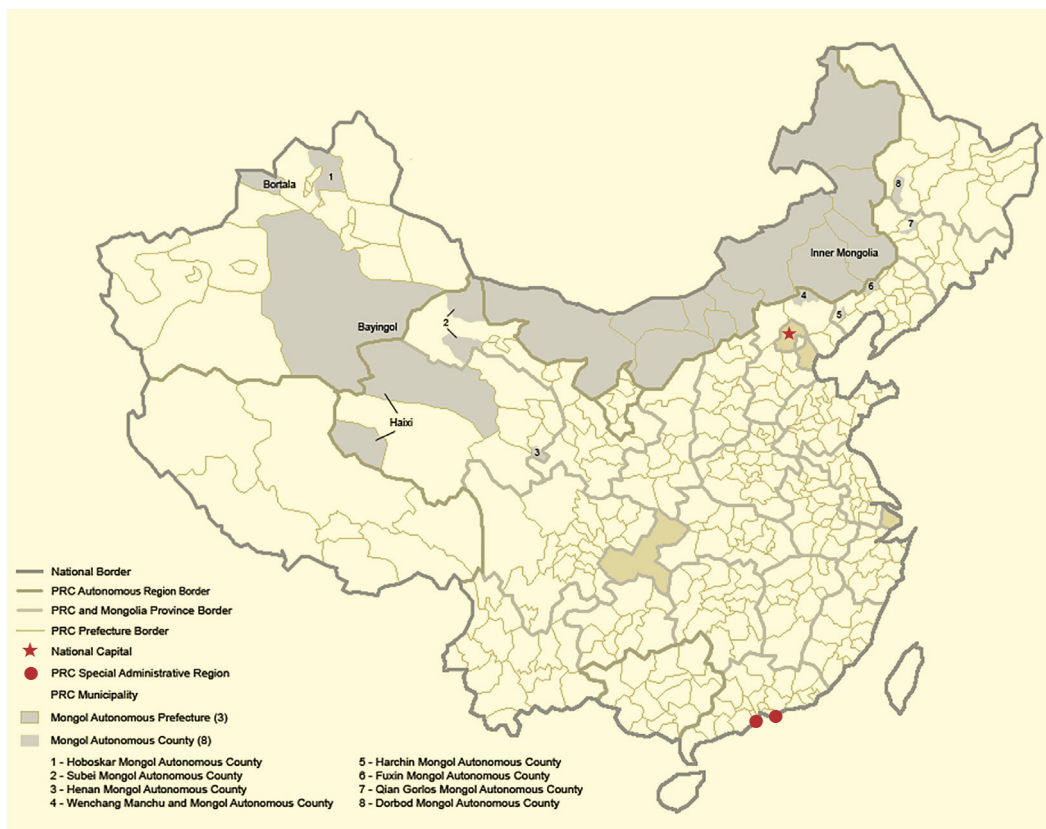 8
7
Bortala
1
Inner Mongolia
6
4
5
Bayingol
2
Haixi
3
National Border
PRC Autonomous Region Border
PRC and Mongolia Province Border
PRC Prefecture Border
National Capital
PRC Special Administrative Region
PRC Municipality
Mongol Autonomous Prefecture (3)
Mongol Autonomous County (8)
1 - Hoboskar Mongol Autonomous County
2 - Subei Mongol Autonomous County
3 - Henan Mongol Autonomous County
4 - Wenchang Manchu and Mongol Autonomous County
5 - Harchin Mongol Autonomous County
6 - Fuxin Mongol Autonomous County
7 - Qian Gorlos Mongol Autonomous County
8 - Dorbod Mongol Autonomous County